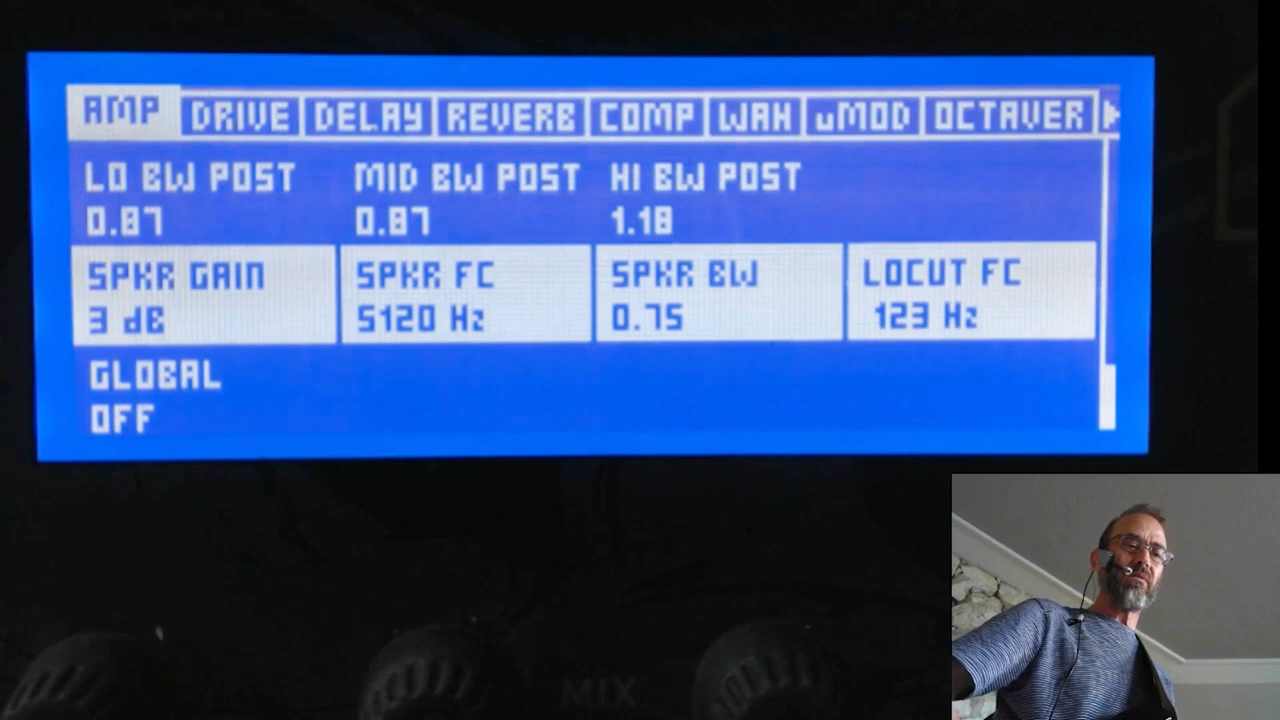 AMP DRIVE DELAY REVERB COMP WAH uMOD OCTAVER
LO BW POST MID BW POST HI BW POST
0.87 0.87 1.18
SPKR GAIN SPKR FC SPKR BW LOCUT FC
3 dB 5120 Hz 0.75 123 Hz
GLOBAL
OFF
MIX